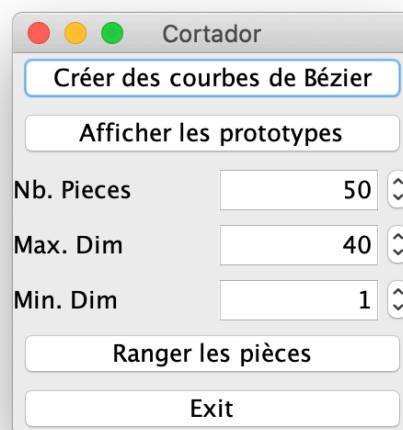 Cortador
Créer des courbes de Bézier
Afficher les prototypes
Nb. Pieces 50
Max. Dim 40
Min. Dim 1
Ranger les pièces
Exit